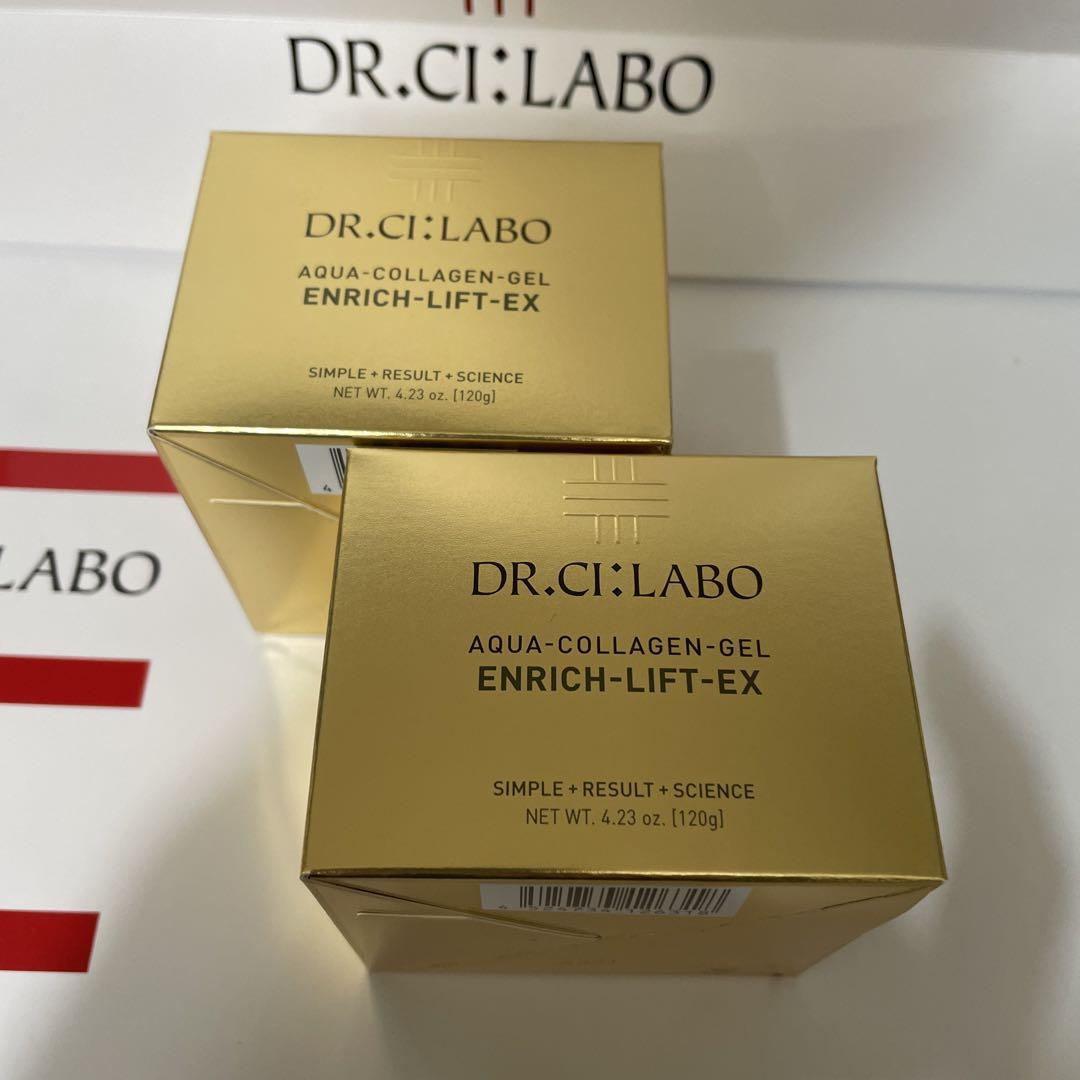 DR.CI:LABO
DR.CI:LABO
AQUA-COLLAGEN-GEL
ENRICH-LIFT-EX
SIMPLE + RESULT + SCIENCE
NET WT. 4.23 oz. [120g]
4
LABO
DR.CI:LABO
AQUA-COLLAGEN-GEL
ENRICH-LIFT-EX
SIMPLE + RESULT + SCIENCE
NET WT. 4.23 oz. [120g]